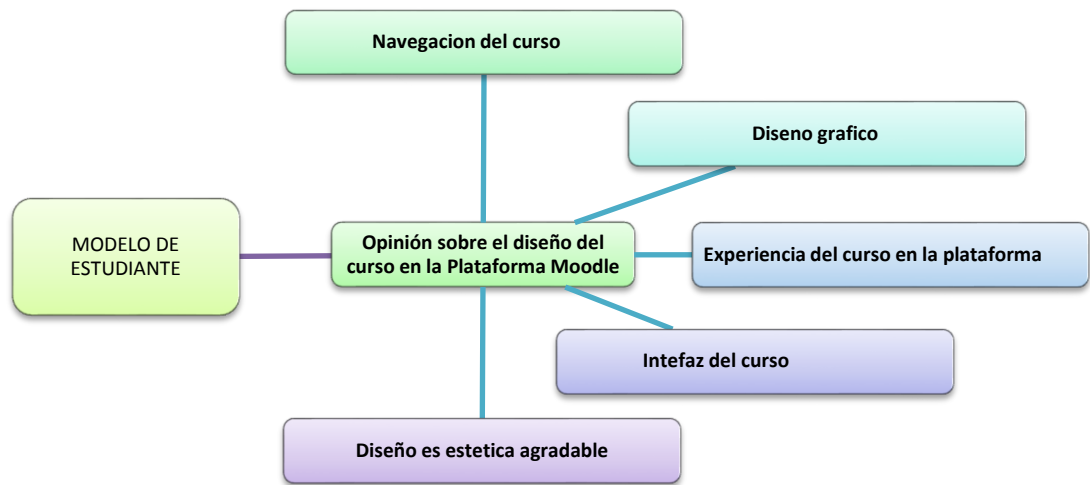 Navegacion del curso
Diseno grafico
MODELO DE
ESTUDIANTE
Opinión sobre el diseño del
curso en la Plataforma Moodle
Experiencia del curso en la plataforma
Intefaz del curso
Diseño es estetica agradable